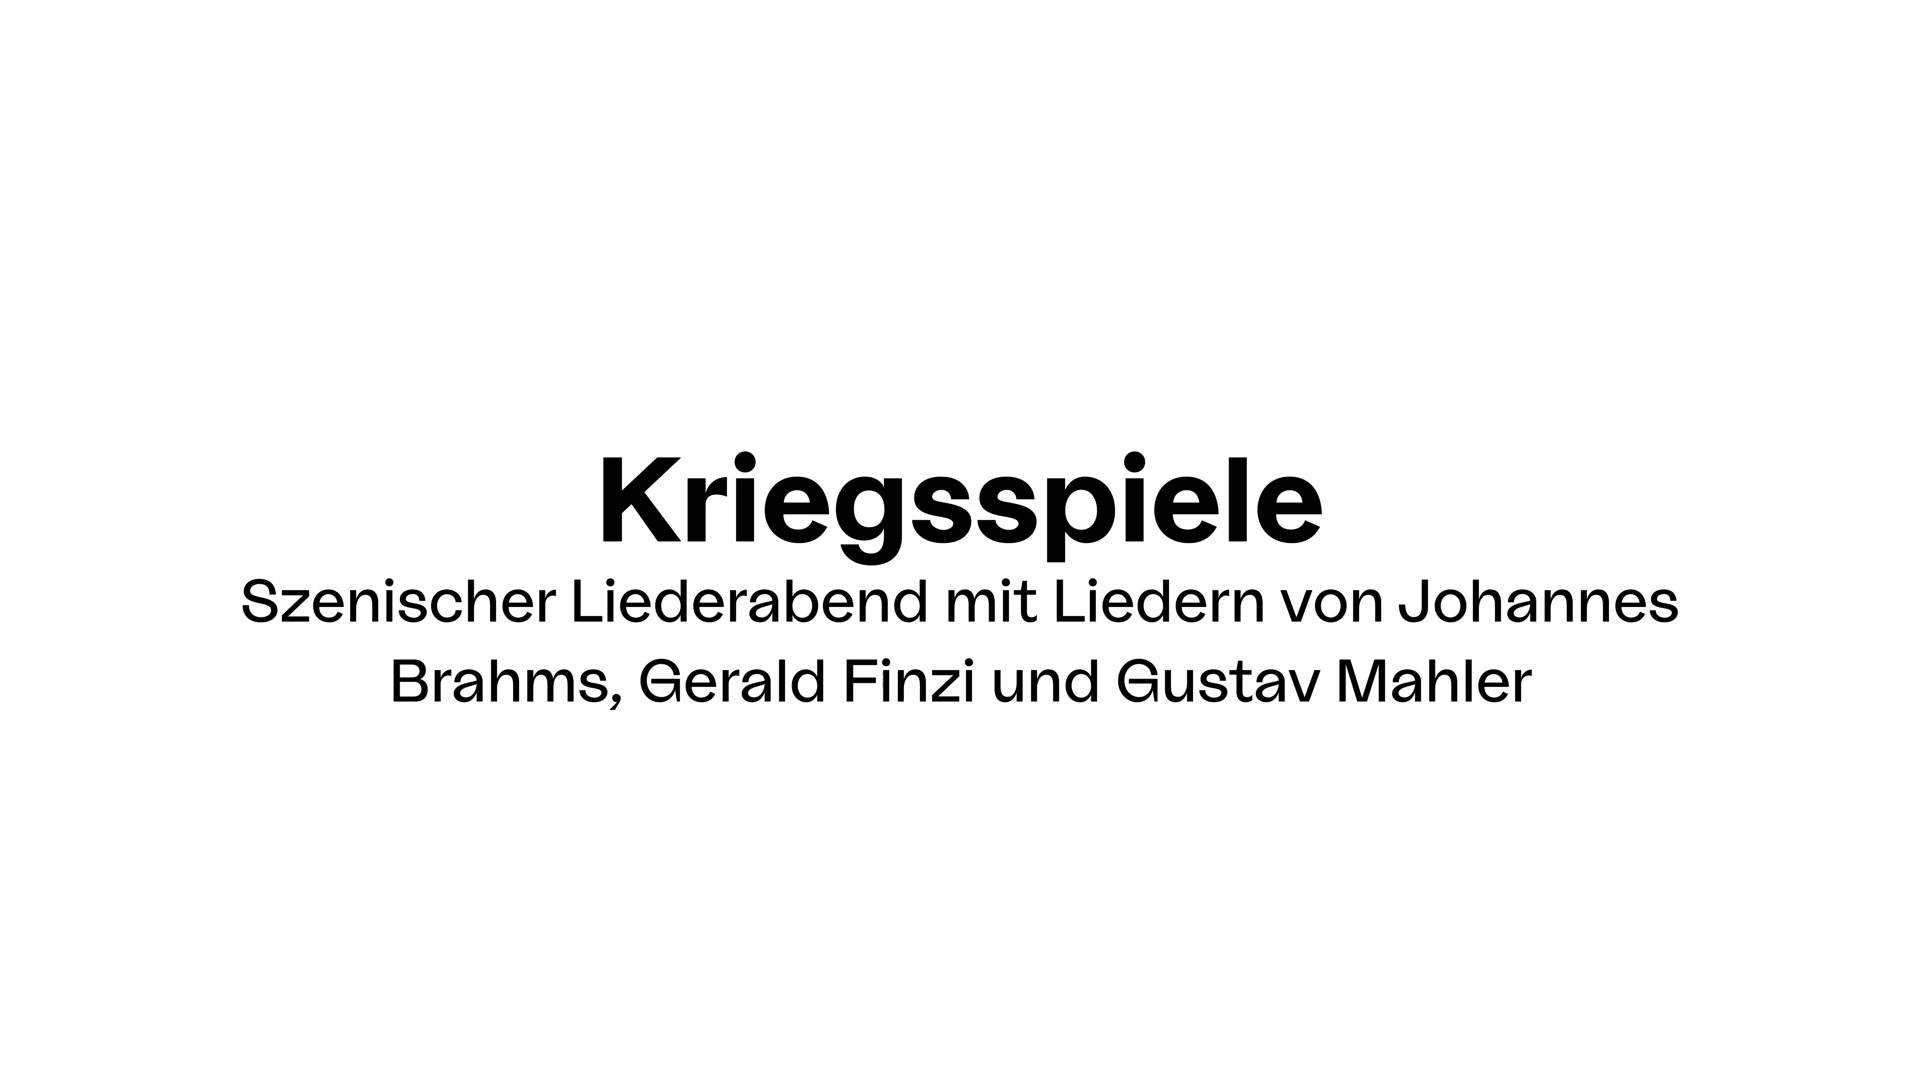 Kriegsspiele
Szenischer Liederabend mit Liedern von Johannes
Brahms, Gerald Finzi und Gustav Mahler